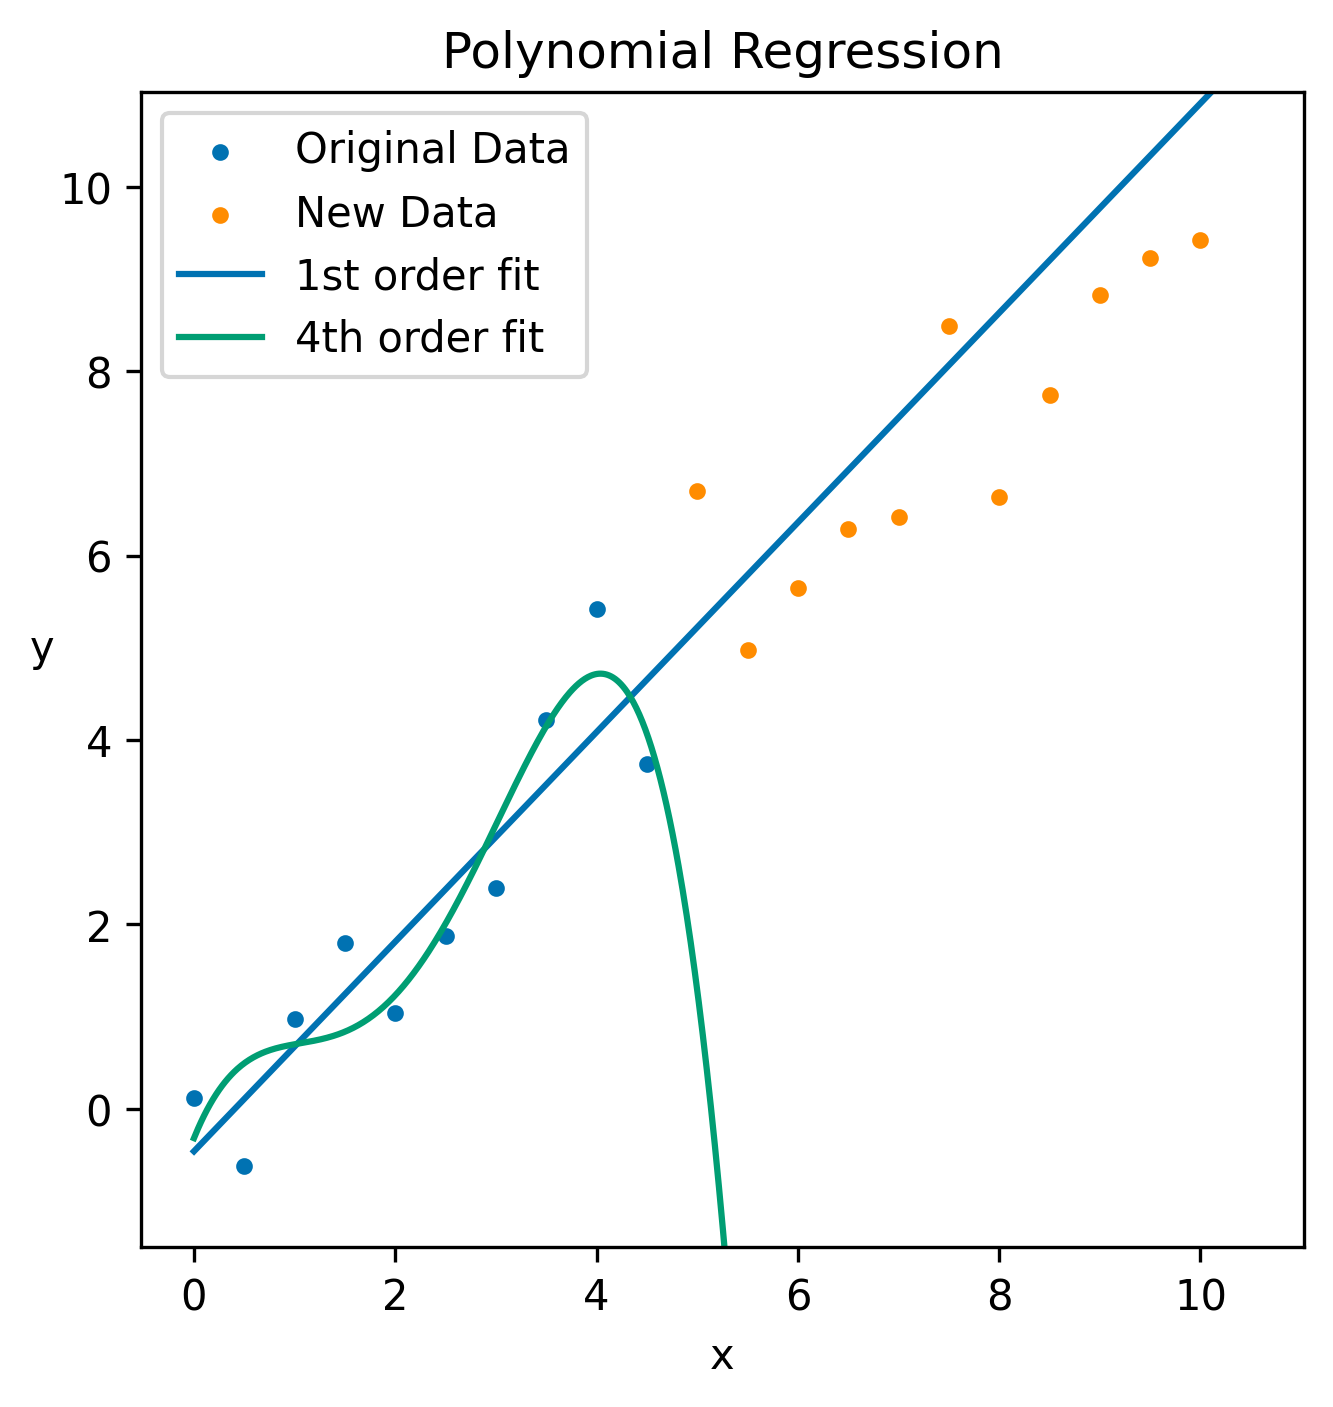 Polynomial Regression
Original Data
New Data
1st order fit
4th order fit
10
8
6
4
2
0
y
0 2 4 6 8 10
x